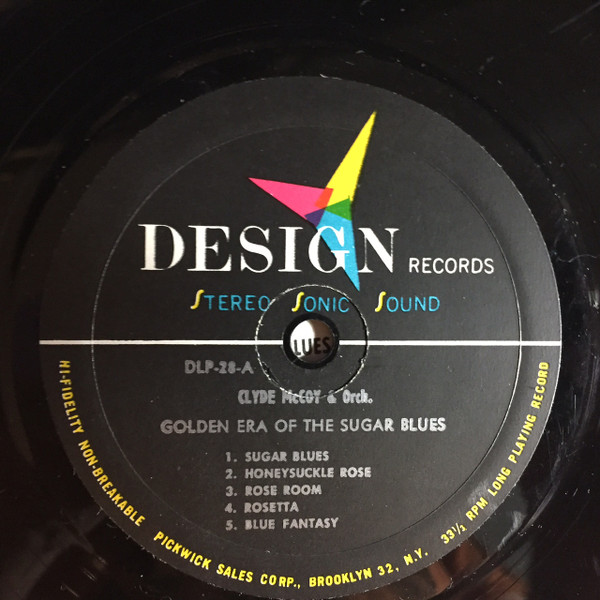 DESIGN RECORDS
STEREO SONIC SOUND
LUES
DLP-28-A
CLYDE McCOY & Orch.
GOLDEN ERA OF THE SUGAR BLUES
1. SUGAR BLUES
2. HONEYSUCKLE ROSE
3. ROSE ROOM
4. ROSETTA
5. BLUE FANTASY
HI-FIDELITY NON-BREAKABLE PICKWICK SALES CORP., BROOKLYN 32, N.Y. 33⅓ RPM LONG PLAYING RECORD